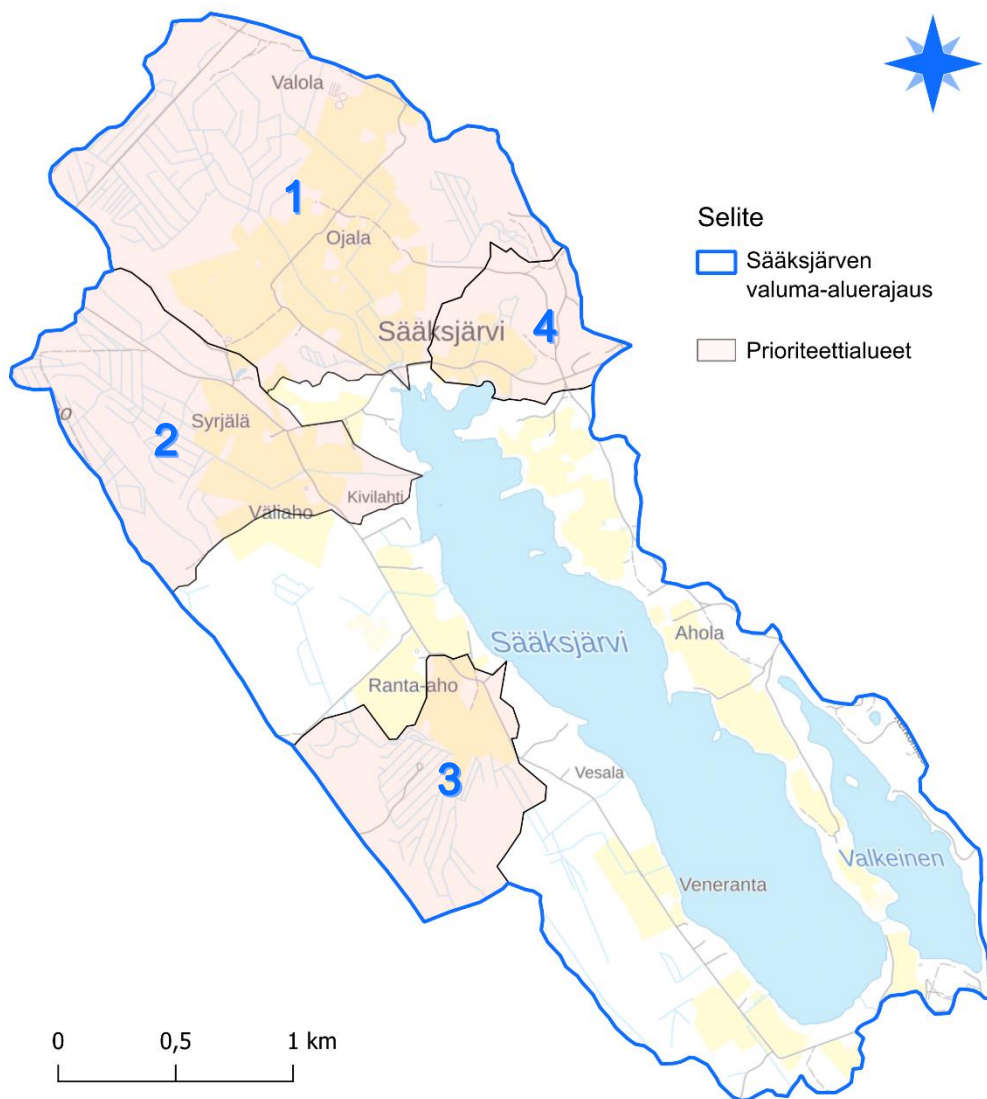 Valola
1
Ojala
Selite
Sääksjärven
valuma-aluerajaus
Prioriteettialueet
Sääksjärvi
4
Syrjälä
2
Kivilahti
Väliaho
Sääksjärvi
Ahola
Ranta-aho
3
Vesala
Valkeinen
Veneranta
0 0,5 1 km